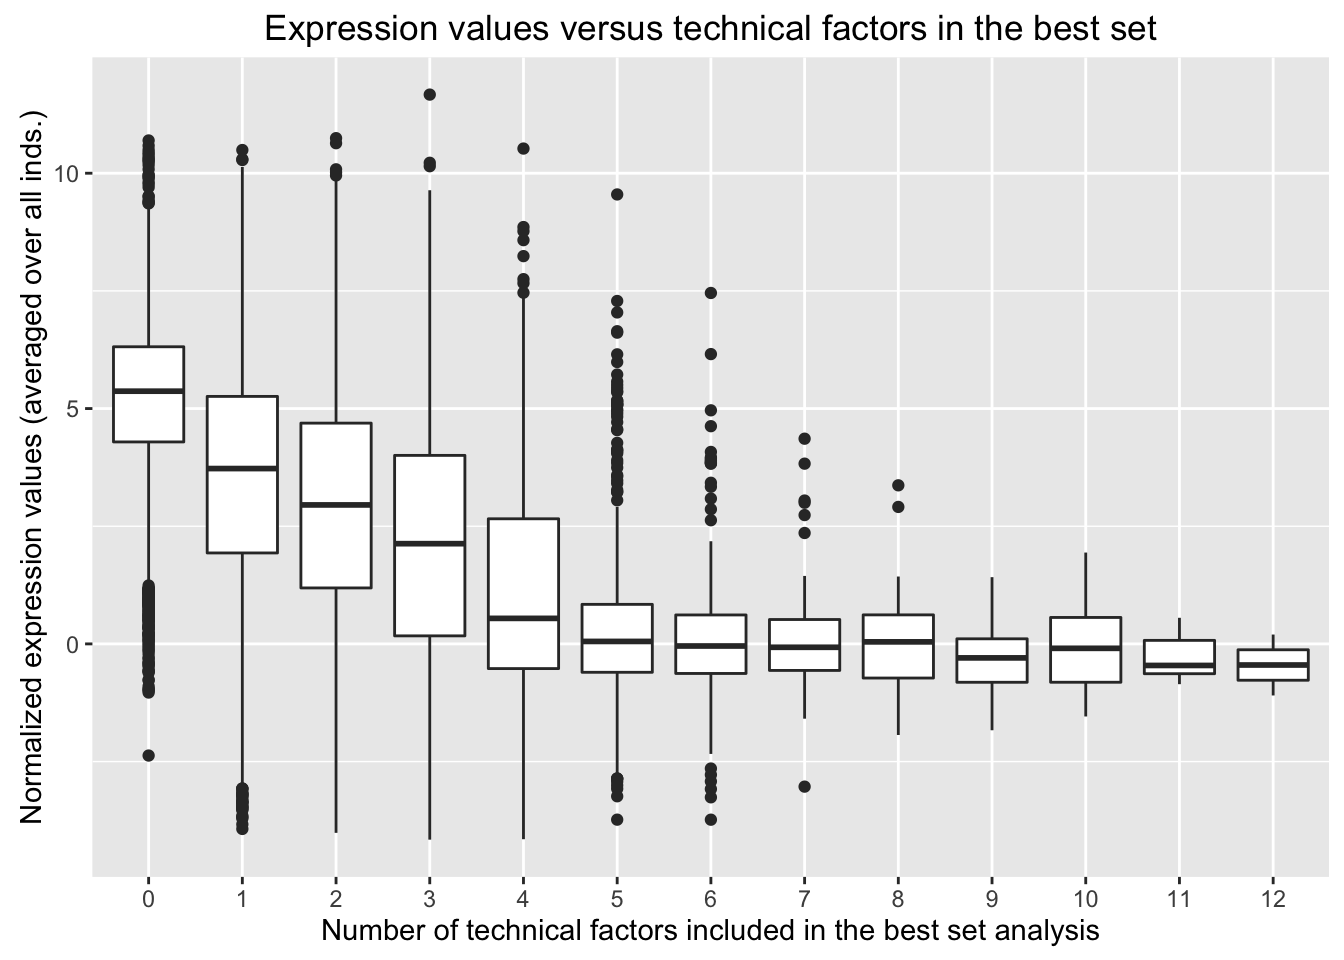 Expression values versus technical factors in the best set
Normalized expression values (averaged over all inds.)
10
5
0
0 1 2 3 4 5 6 7 8 9 10 11 12
Number of technical factors included in the best set analysis